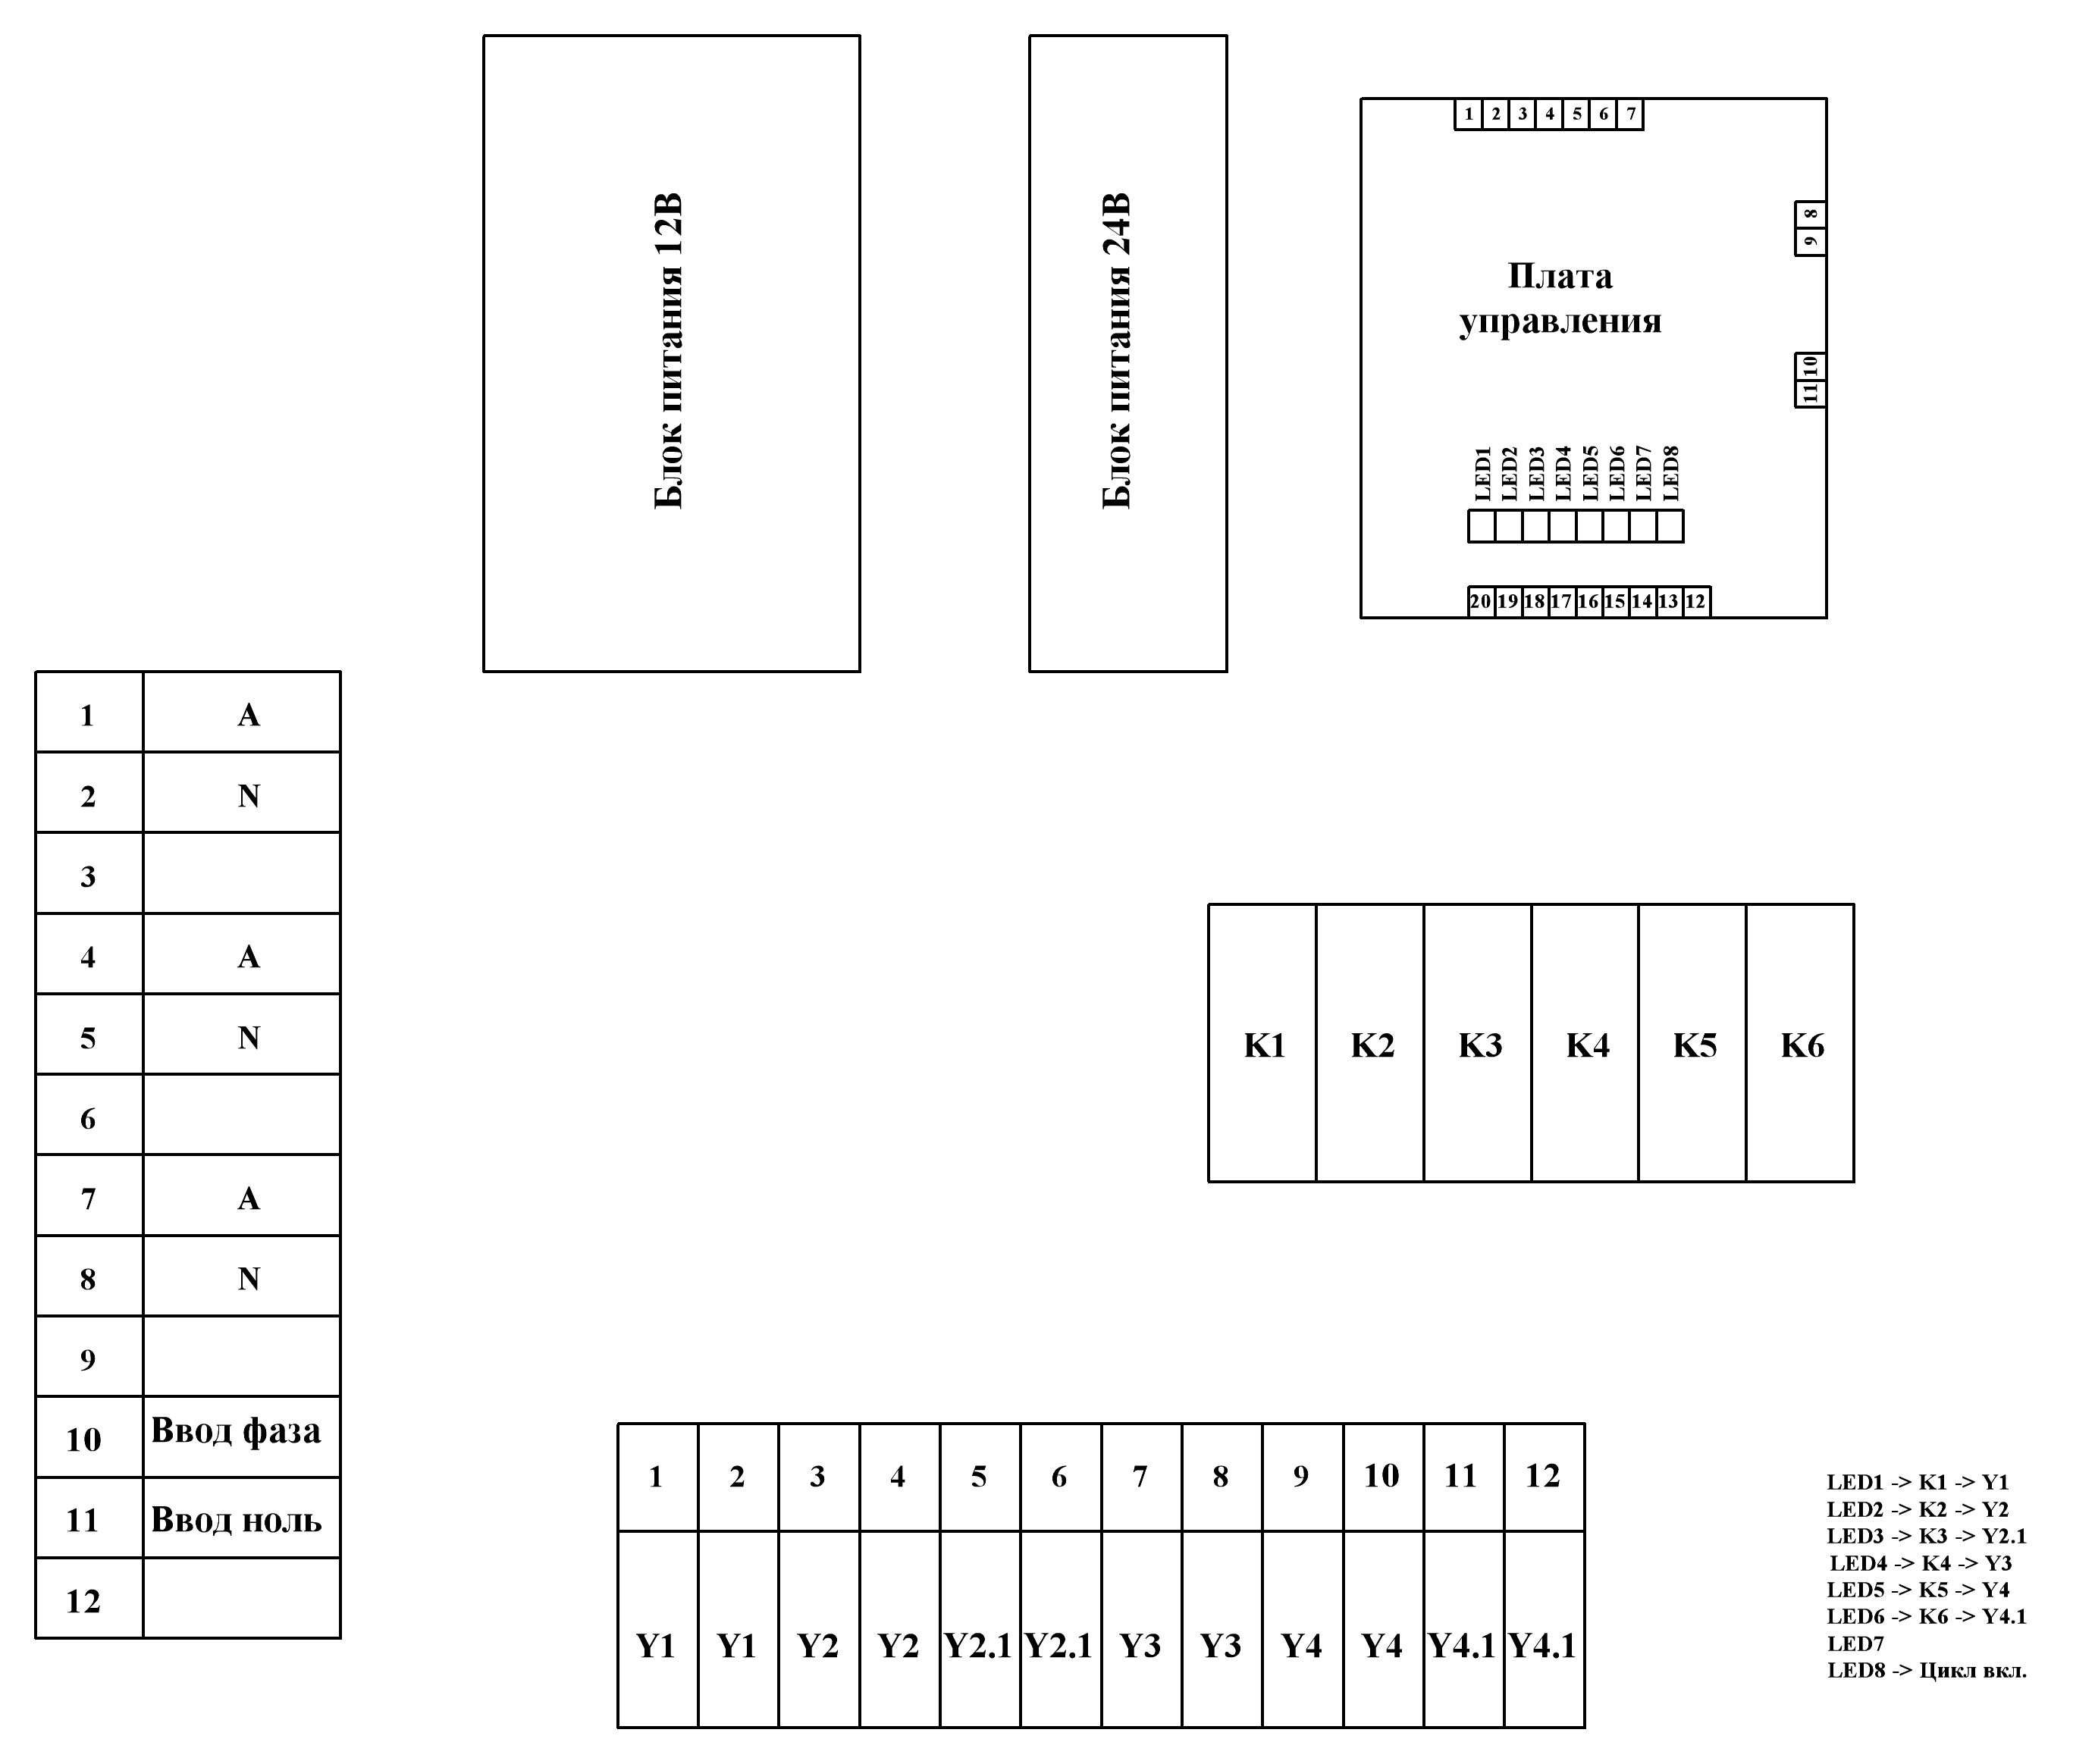 Блок питания 12В
Блок питания 24В
1 2 3 4 5 6 7
8
9
Плата
управления
10
11
LED1 LED2 LED3 LED4 LED5 LED6 LED7 LED8
20 19 18 17 16 15 14 13 12
1 A
2 N
3
4 A
5 N
6
7 A
8 N
9
10 Ввод фаза
11 Ввод ноль
12
K1 K2 K3 K4 K5 K6
1 2 3 4 5 6 7 8 9 10 11 12
Y1 Y1 Y2 Y2 Y2.1 Y2.1 Y3 Y3 Y4 Y4 Y4.1 Y4.1
LED1 -> K1 -> Y1
LED2 -> K2 -> Y2
LED3 -> K3 -> Y2.1
LED4 -> K4 -> Y3
LED5 -> K5 -> Y4
LED6 -> K6 -> Y4.1
LED7
LED8 -> Цикл вкл.